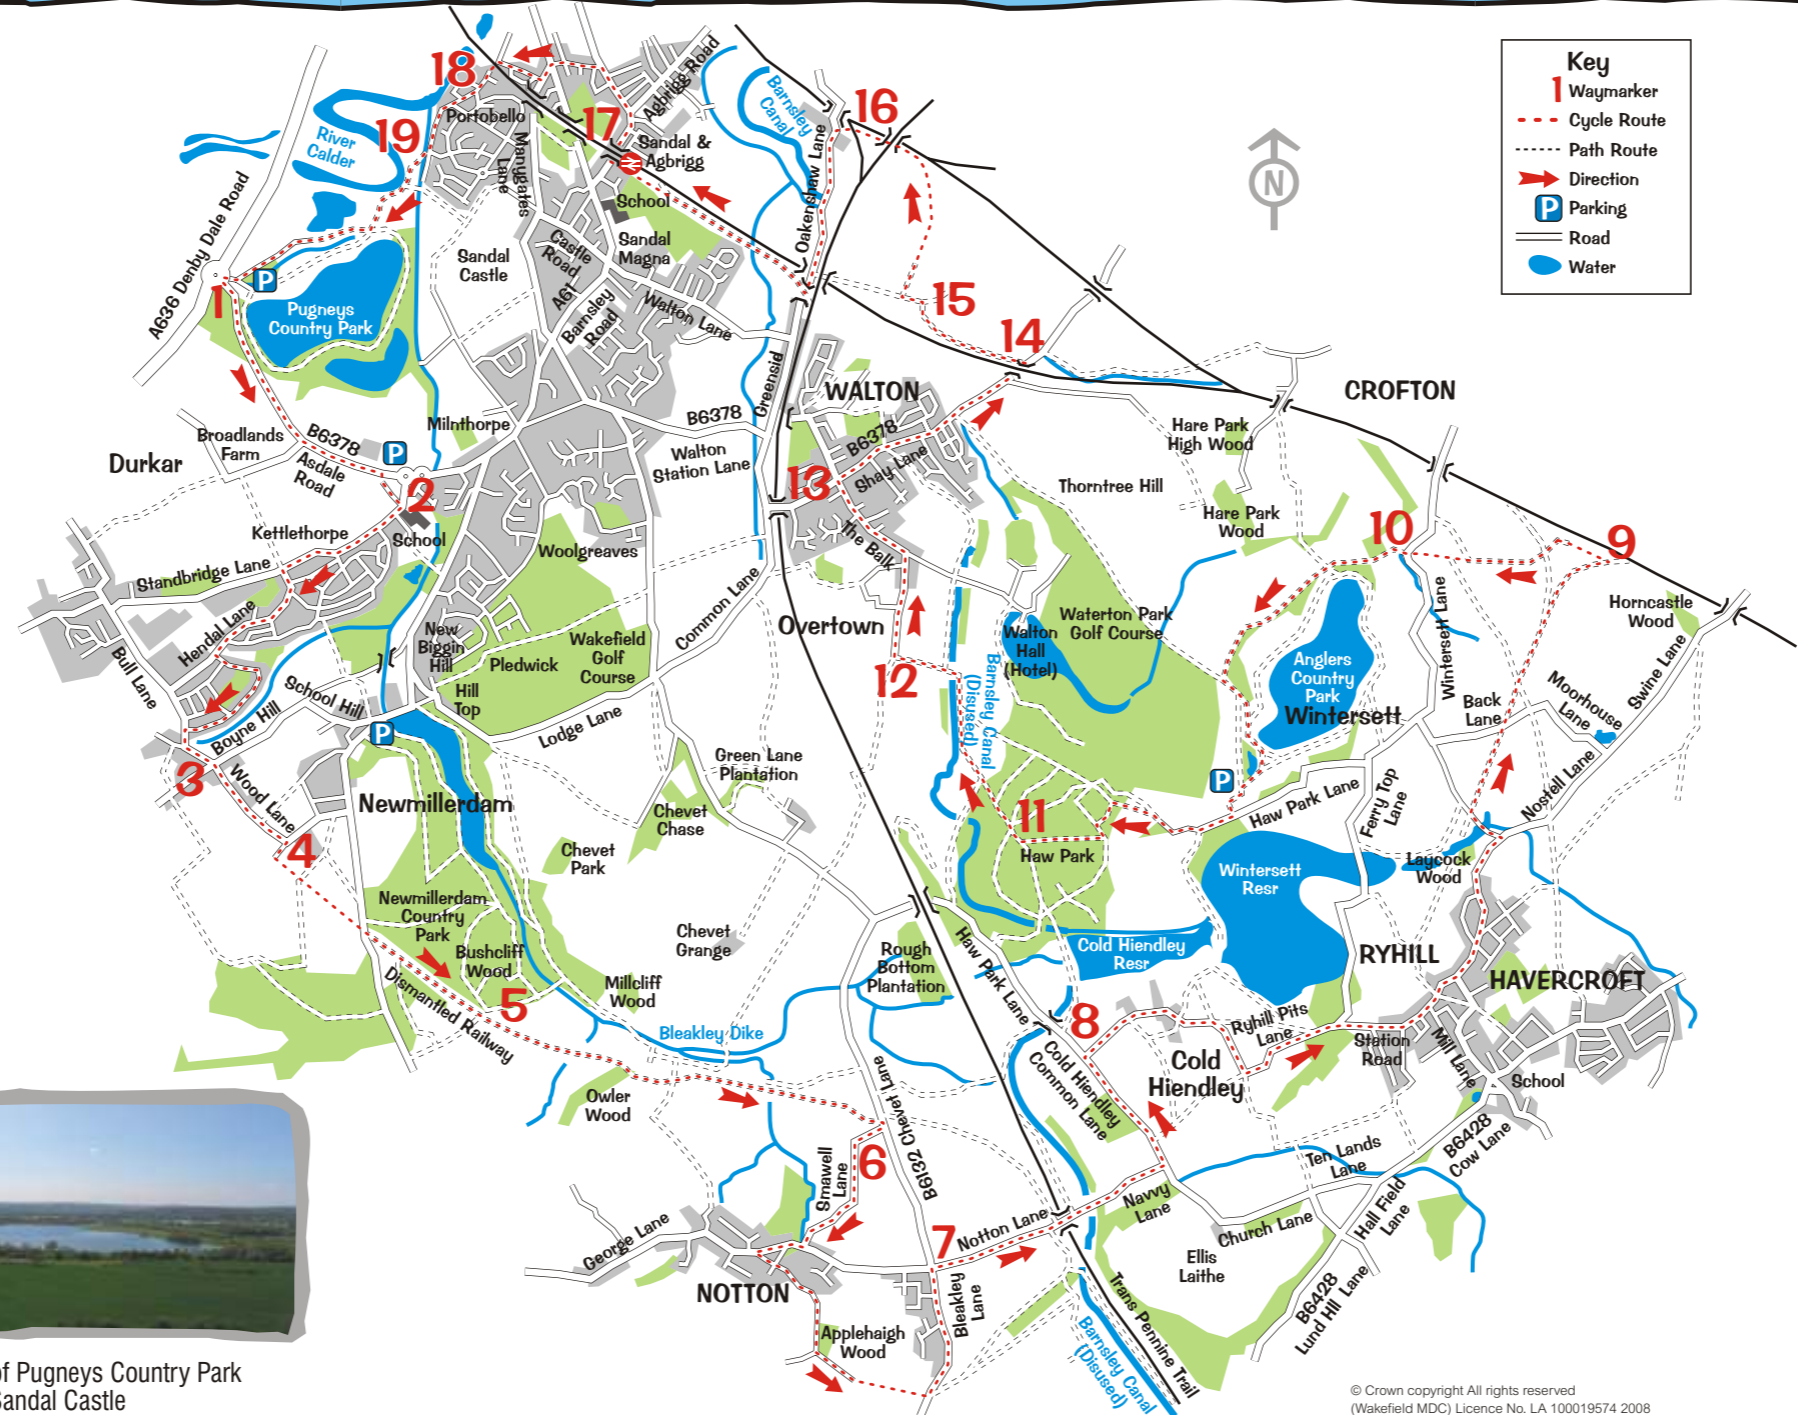 Key
1 Waymarker
Cycle Route
Path Route
Direction
P Parking
Road
Water
N
18
Portobello
Agbrigg Road
16
Barnsley
Canal
19
River
Calder
17
Sandal &
Agbrigg
Manygates
Lane
Oakenshaw Lane
School
A636 Denby Dale Road
Sandal
Castle
Castle
Road
Sandal
Magna
P
1
Pugneys
Country Park
A61
Barnsley
Road
Walton Lane
15
14
Greensid
WALTON
CROFTON
B6378
Milnthorpe
B6378
Broadlands
Farm
Durkar
Asdale
Road
P
2
Walton
Station Lane
B6378
Shay Lane
13
Hare Park
High Wood
Thorntree Hill
Hare Park
Wood
10
9
Kettlethorpe
School
Woolgreaves
The Balk
Standbridge Lane
Hendal Lane
Common Lane
Overtown
Waterton Park
Golf Course
Walton
Hall
(Hotel)
Wintersett Lane
Horncastle
Wood
Bull Lane
New
Biggin
Hill
Pledwick
Wakefield
Golf
Course
12
Barnsley Canal
(Disused)
Anglers
Country
Park
Wintersett
Back
Lane
Moorhouse
Lane
Swine Lane
School Hill
Hill
Top
Boyne Hill
P
Lodge Lane
3
Wood Lane
Newmillerdam
Green Lane
Plantation
Chevet
Chase
P
Haw Park Lane
Ferry Top
Lane
Nostell Lane
4
11
Haw Park
Chevet
Park
Wintersett
Resr
Laycock
Wood
Newmillerdam
Country
Park
Bushcliff
Wood
Chevet
Grange
Rough
Bottom
Plantation
Haw Park Lane
Cold Hiendley
Resr
RYHILL
HAVERCROFT
5
Millcliff
Wood
Dismantled Railway
Bleakley Dike
8
Ryhill Pits
Lane
Station
Road
Mill Lane
Cold
Hiendley
Cold Hiendley
Common Lane
School
Owler
Wood
B6132 Chevet Lane
6
Smawell
Lane
B6428
Cow Lane
Ten Lands
Lane
Navvy
Lane
Hall Field
Lane
George Lane
7
Notton Lane
Church Lane
Ellis
Laithe
NOTTON
Bleakley
Lane
B6428
Lund Hll Lane
Applehaigh
Wood
Trans Pennine Trail
Barnsley Canal
(Disused)
of Pugneys Country Park
Sandal Castle
© Crown copyright All rights reserved
(Wakefield MDC) Licence No. LA 100019574 2008